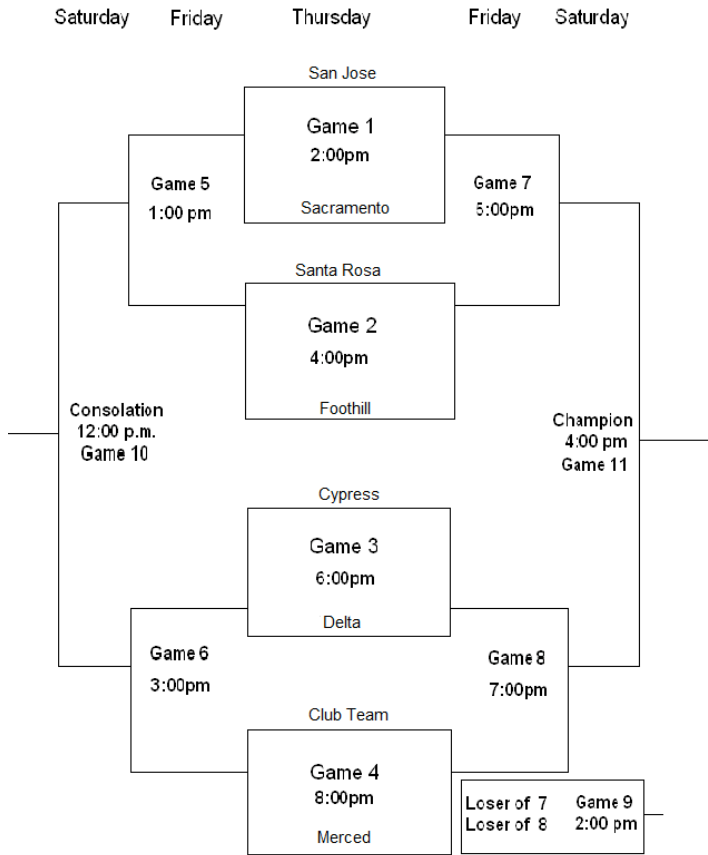 Saturday Friday Thursday Friday Saturday
San Jose
Game 1
2:00pm
Sacramento
Game 5
1:00 pm
Game 7
5:00pm
Santa Rosa
Game 2
4:00pm
Foothill
Consolation
12:00 p.m.
Game 10
Champion
4:00 pm
Game 11
Cypress
Game 3
6:00pm
Delta
Game 6
3:00pm
Game 8
7:00pm
Club Team
Game 4
8:00pm
Merced
Loser of 7 Game 9
Loser of 8 2:00 pm